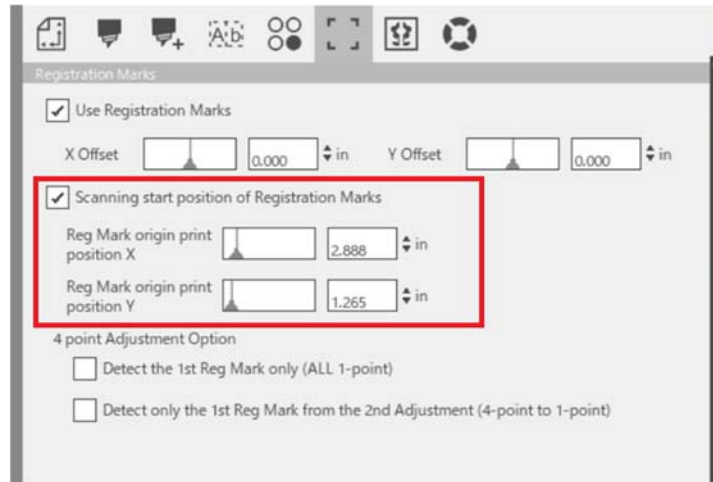 A b
Registration Marks
Use Registration Marks
X Offset 0.000 in Y Offset 0.000 in
Scanning start position of Registration Marks
Reg Mark origin print
position X 2.888 in
Reg Mark origin print
position Y 1.265 in
4 point Adjustment Option
Detect the 1st Reg Mark only (ALL 1-point)
Detect only the 1st Reg Mark from the 2nd Adjustment (4-point to 1-point)